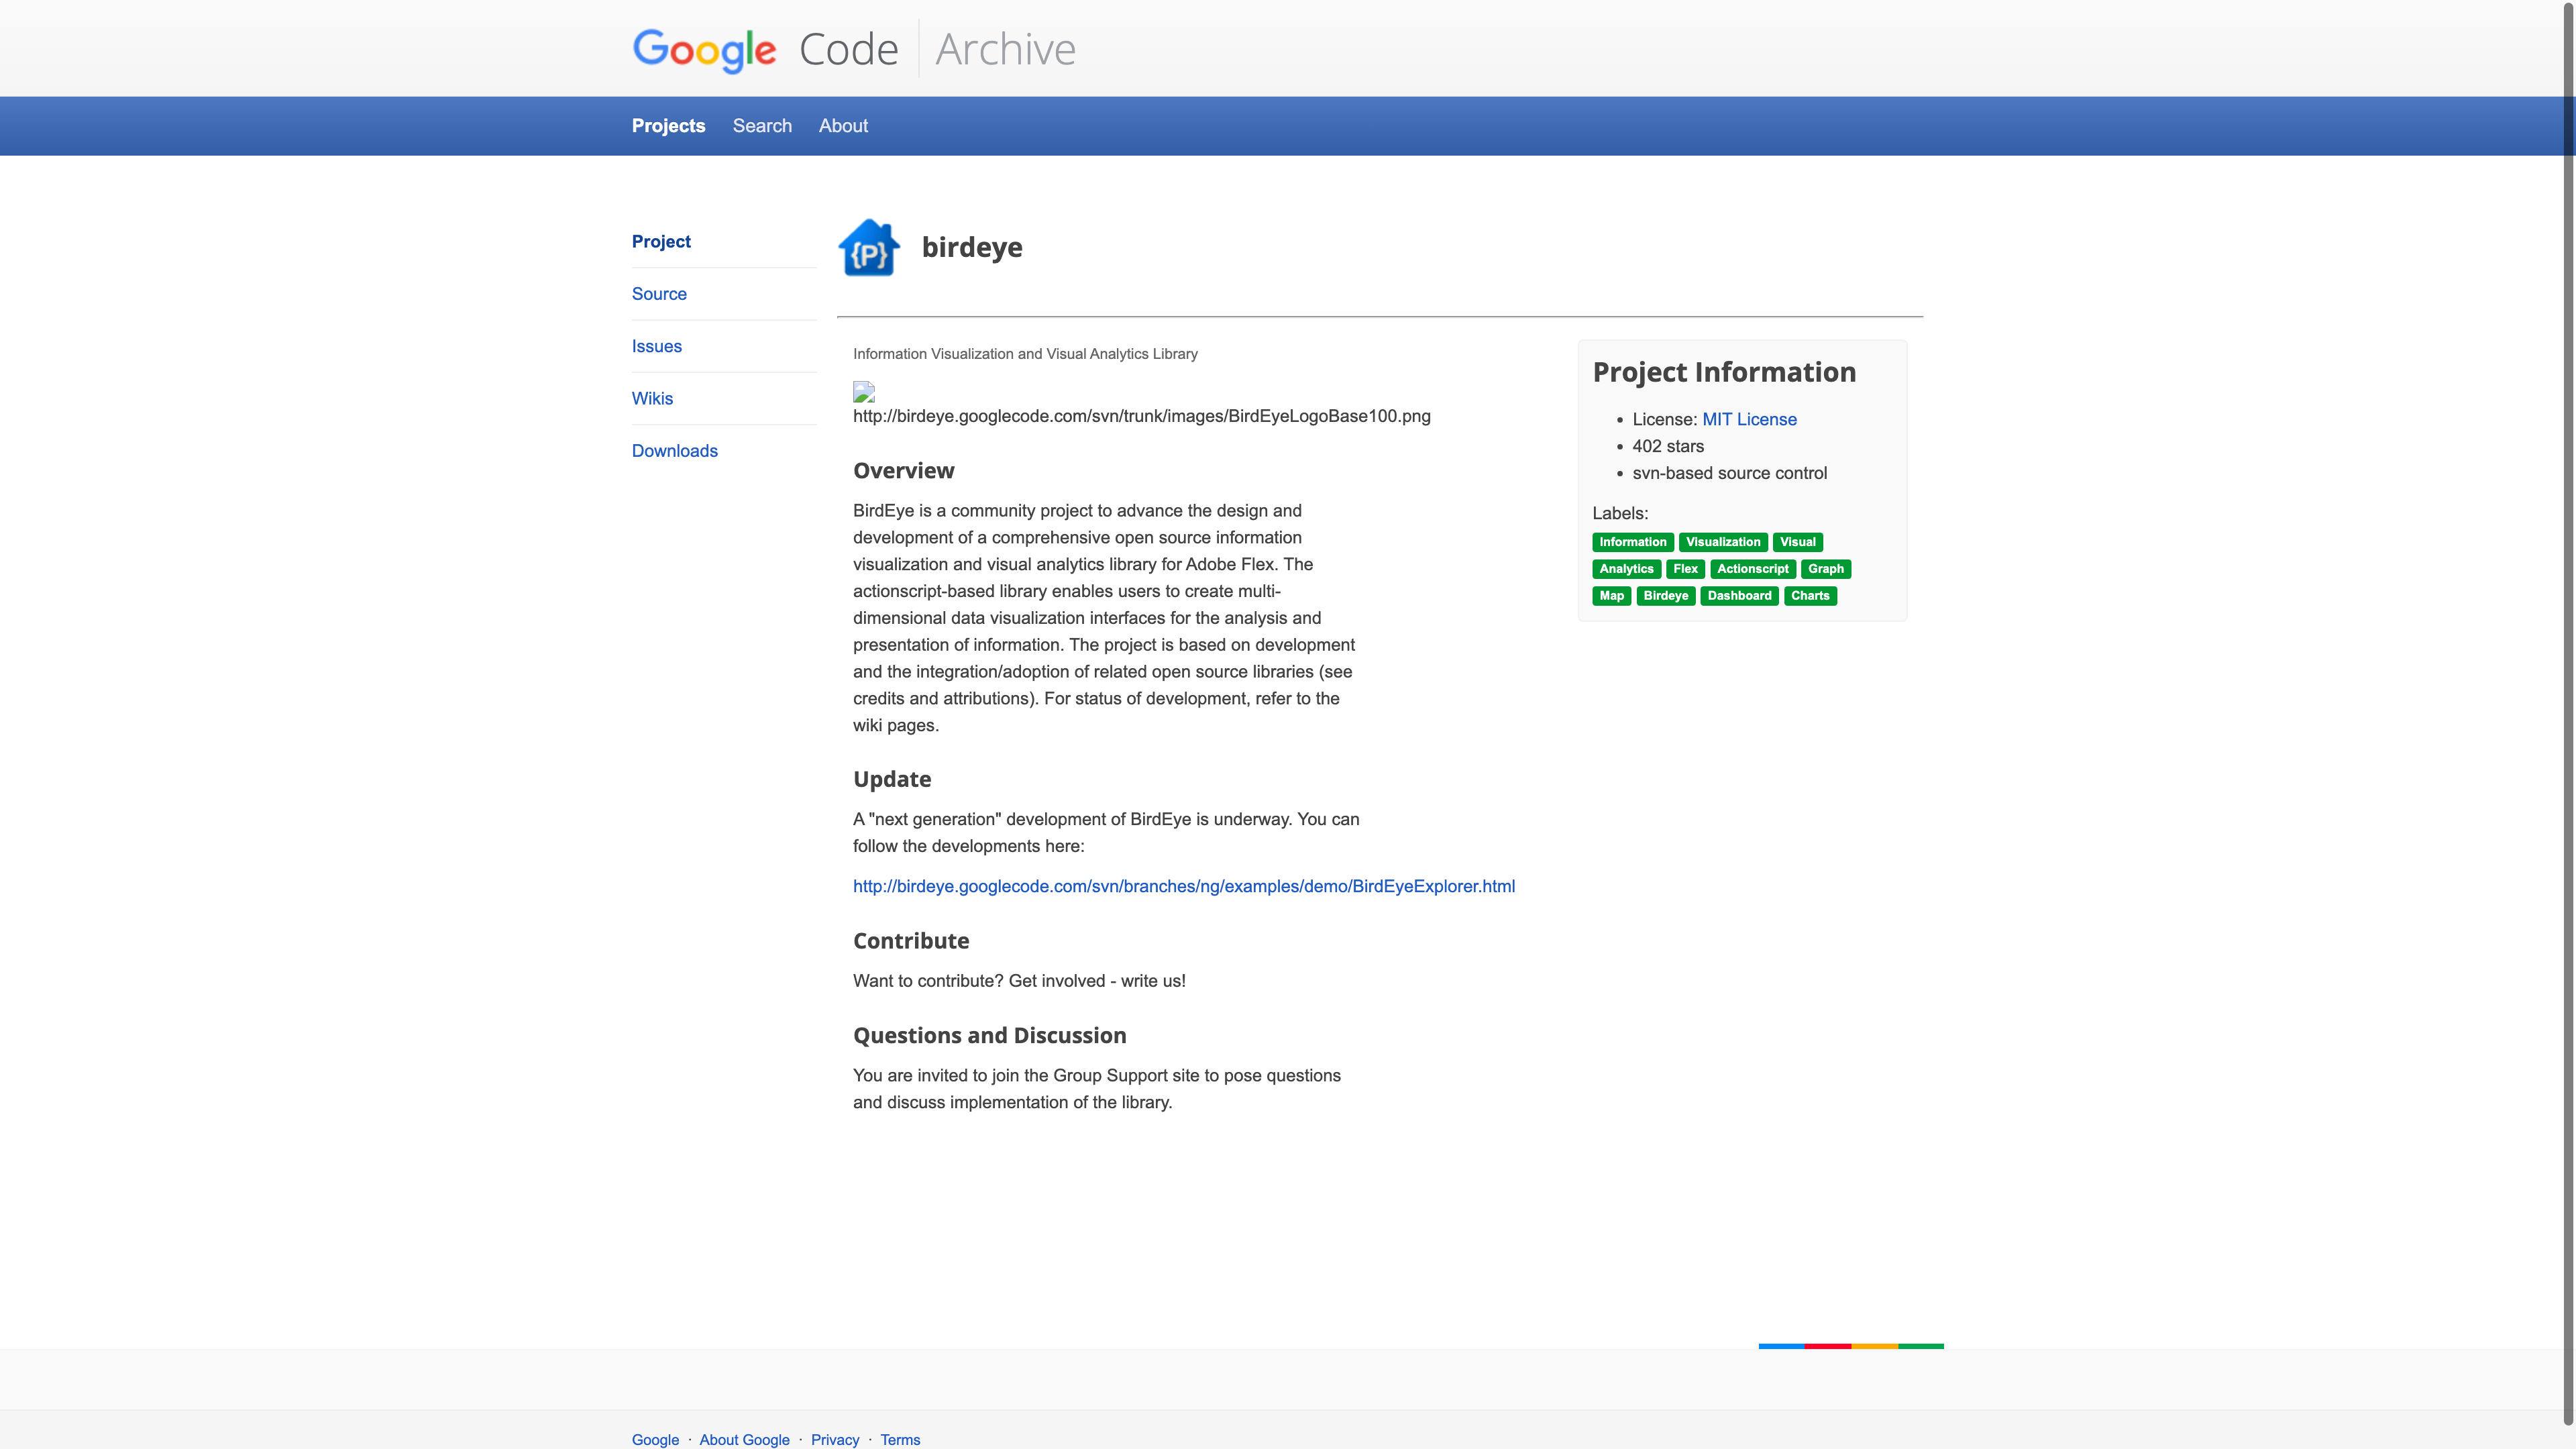 Google Code Archive
Projects Search About
Project
Source
Issues
Wikis
Downloads
{P}
birdeye
Information Visualization and Visual Analytics Library
http://birdeye.googlecode.com/svn/trunk/images/BirdEyeLogoBase100.png
Overview
BirdEye is a community project to advance the design and
development of a comprehensive open source information
visualization and visual analytics library for Adobe Flex. The
actionscript-based library enables users to create multi-
dimensional data visualization interfaces for the analysis and
presentation of information. The project is based on development
and the integration/adoption of related open source libraries (see
credits and attributions). For status of development, refer to the
wiki pages.
Update
A "next generation" development of BirdEye is underway. You can
follow the developments here:
http://birdeye.googlecode.com/svn/branches/ng/examples/demo/BirdEyeExplorer.html
Contribute
Want to contribute? Get involved - write us!
Questions and Discussion
You are invited to join the Group Support site to pose questions
and discuss implementation of the library.
Project Information
• License: MIT License
• 402 stars
• svn-based source control
Labels:
Information Visualization Visual
Analytics Flex Actionscript Graph
Map Birdeye Dashboard Charts
Google · About Google · Privacy · Terms